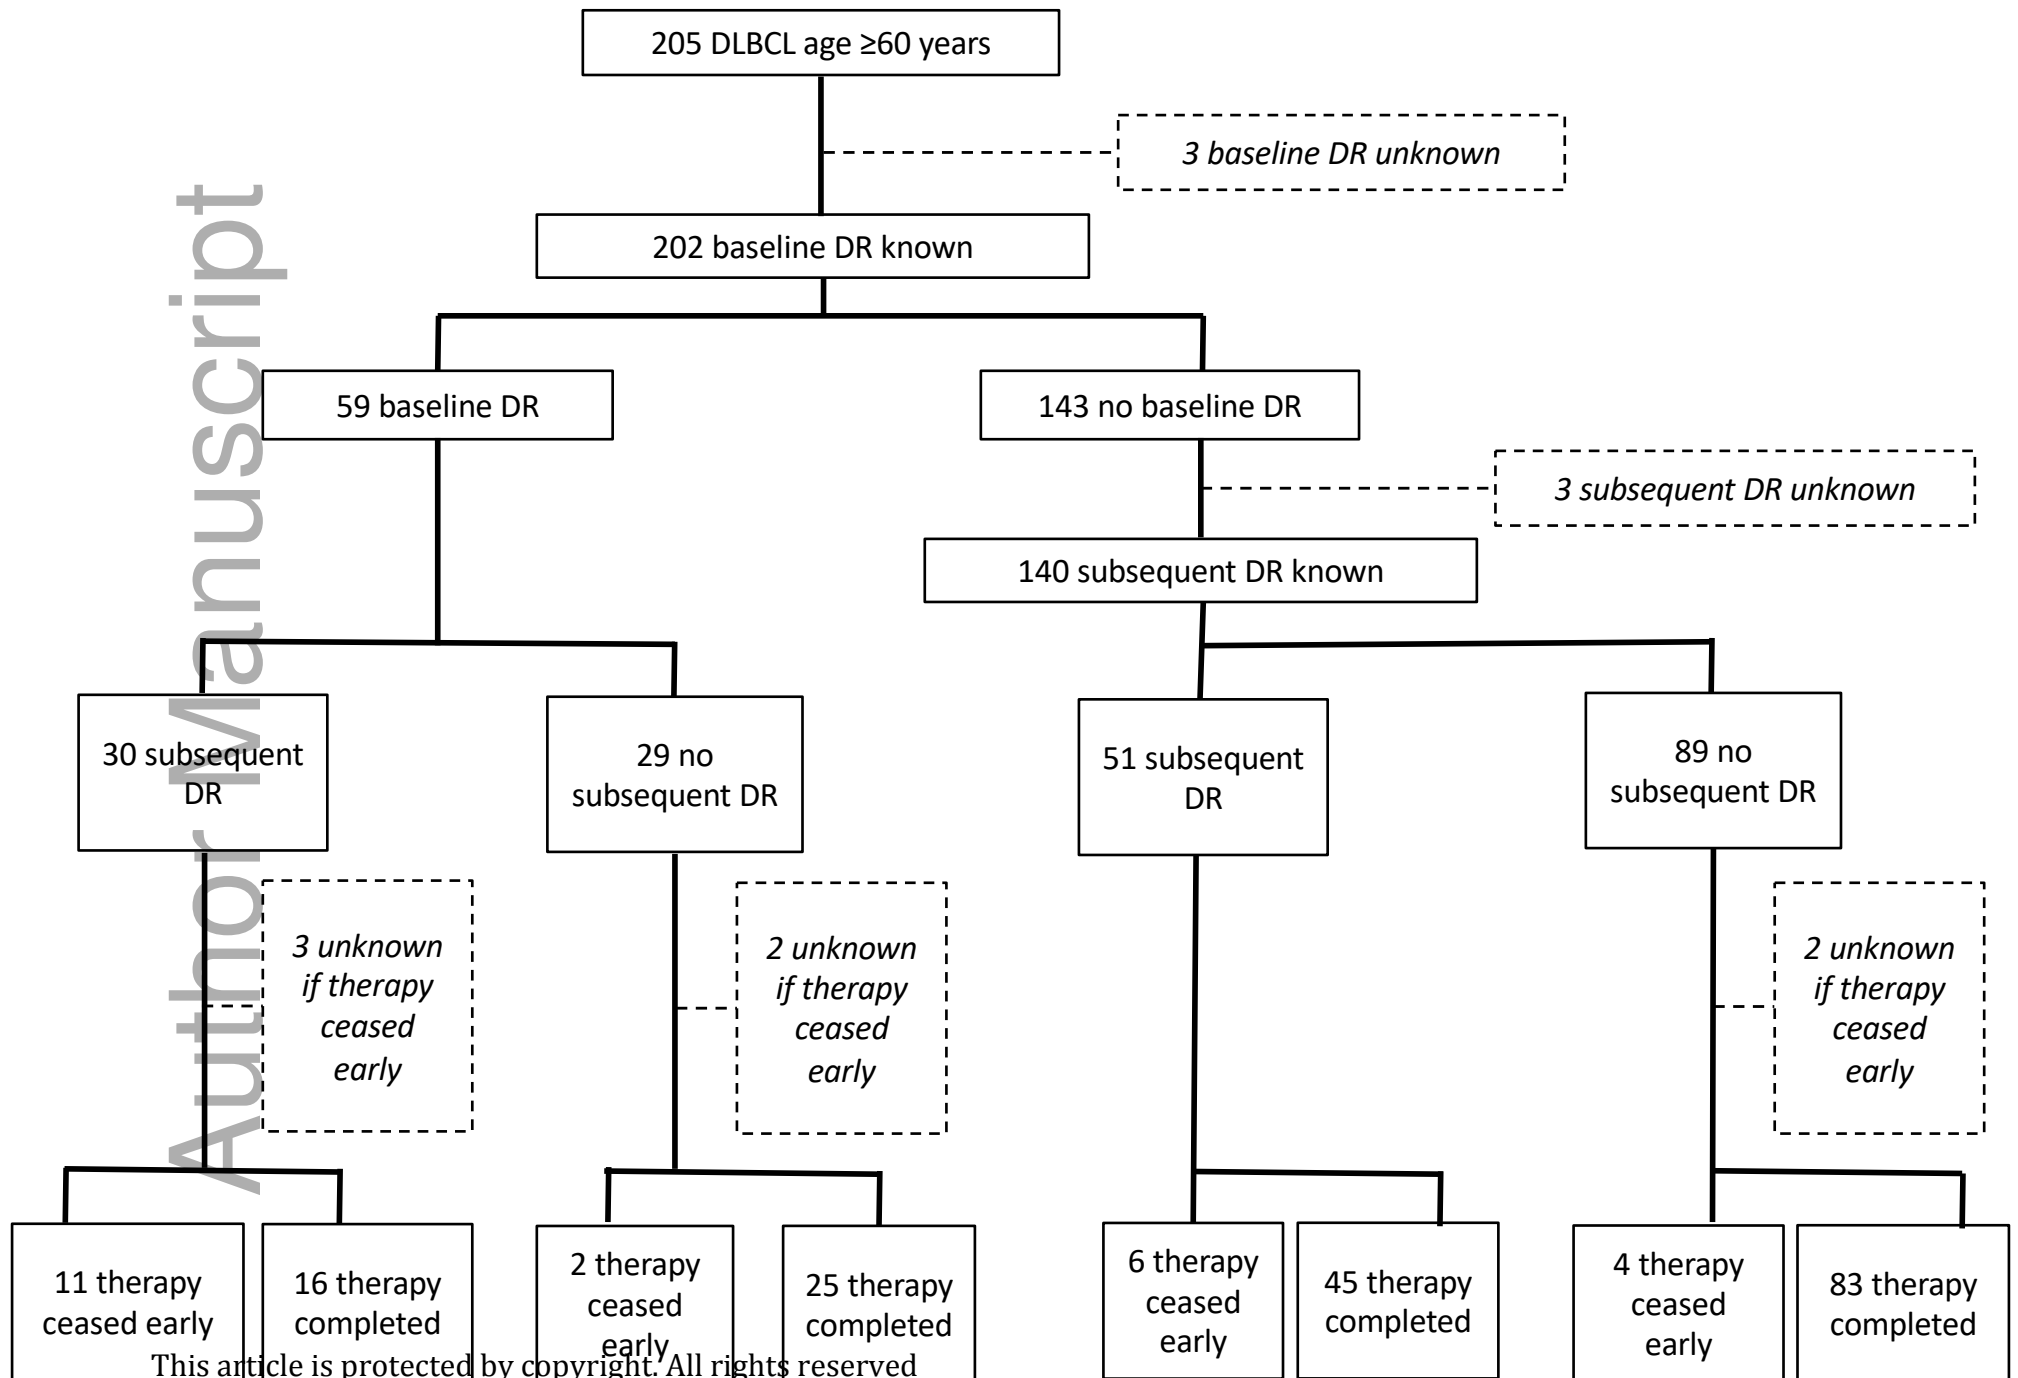 205 DLBCL age ≥60 years
3 baseline DR unknown
202 baseline DR known
59 baseline DR
143 no baseline DR
3 subsequent DR unknown
140 subsequent DR known
30 subsequent
DR
29 no
subsequent DR
51 subsequent
DR
89 no
subsequent DR
3 unknown
if therapy
ceased
early
2 unknown
if therapy
ceased
early
2 unknown
if therapy
ceased
early
11 therapy
ceased early
16 therapy
completed
2 therapy
ceased
early
25 therapy
completed
6 therapy
ceased
early
45 therapy
completed
4 therapy
ceased
early
83 therapy
completed
Author Manuscript
This article is protected by copyright. All rights reserved